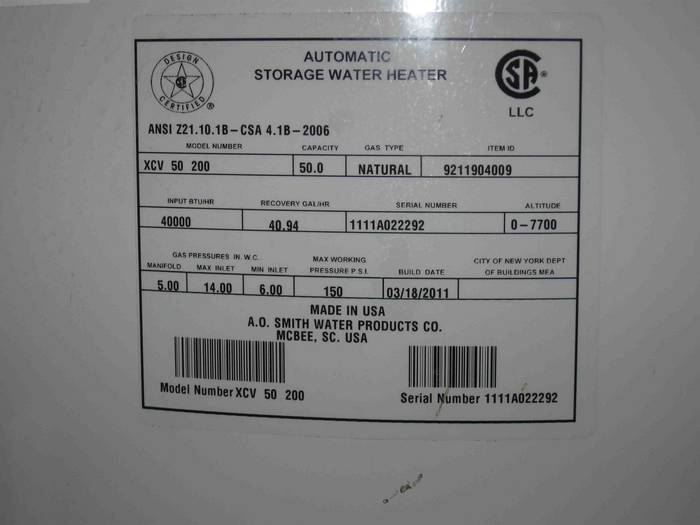 DESIGN CERTIFIED ®
AUTOMATIC
STORAGE WATER HEATER
SA ®
LLC
ANSI Z21.10.1B–CSA 4.1B–2006
MODEL NUMBER CAPACITY GAS TYPE ITEM ID
XCV 50 200 50.0 NATURAL 9211904009
INPUT BTU/HR RECOVERY GAL/HR SERIAL NUMBER ALTITUDE
40000 40.94 1111A022292 0–7700
GAS PRESSURES IN. W.C. MAX WORKING CITY OF NEW YORK DEPT
MANIFOLD MAX INLET MIN INLET PRESSURE P.S.I. BUILD DATE OF BUILDINGS MEA
5.00 14.00 6.00 150 03/18/2011
MADE IN USA
A.O. SMITH WATER PRODUCTS CO.
MCBEE, SC. USA
Model Number XCV 50 200 Serial Number 1111A022292